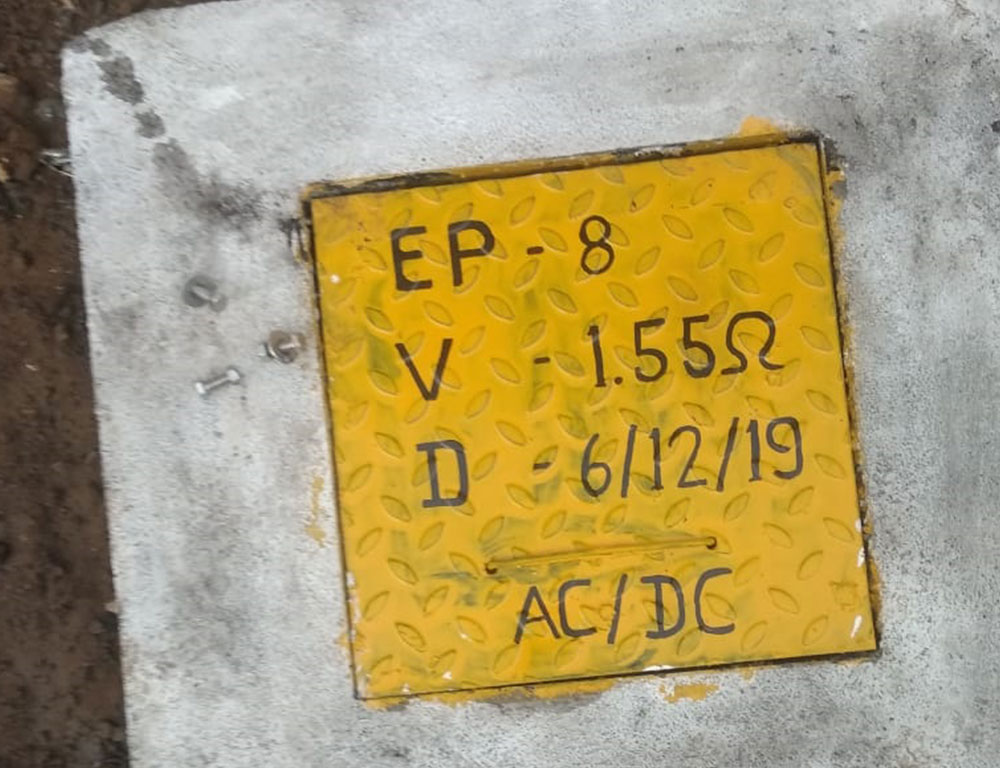 EP - 8
V - 1.55Ω
D - 6/12/19
AC/DC